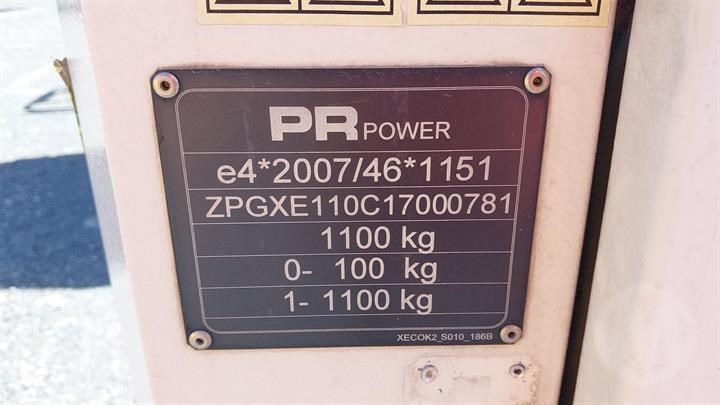 PR POWER
e4*2007/46*1151
ZPGXE110C17000781
1100 kg
0- 100 kg
1- 1100 kg
XECOK2_S010_186B